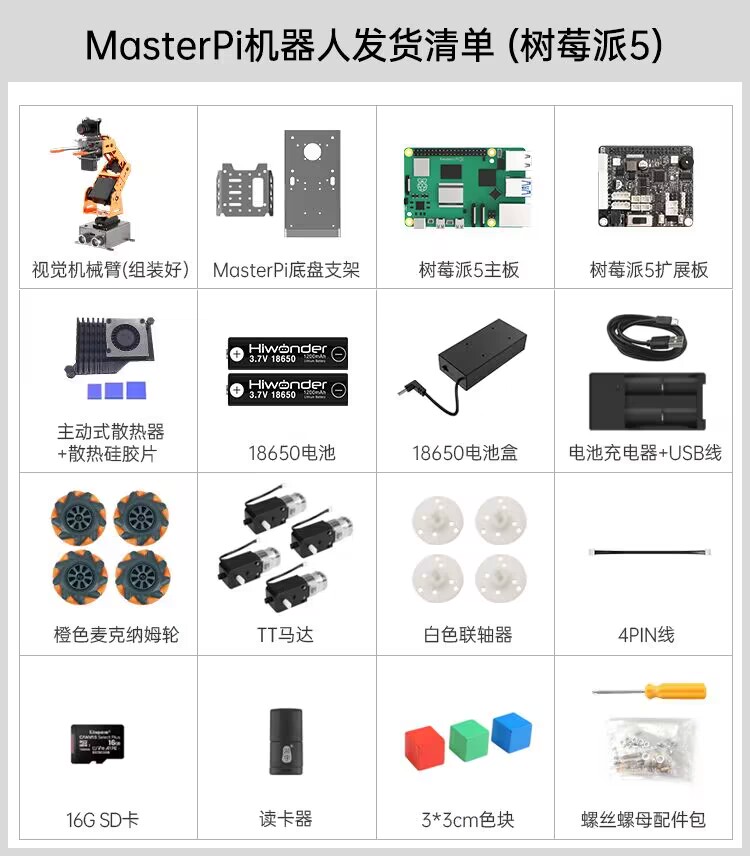 MasterPi机器人发货清单 (树莓派5)
视觉机械臂(组装好)
MasterPi底盘支架
树莓派5主板
树莓派5扩展板
主动式散热器
+散热硅胶片
Hiwonder
3.7V 18650 1200mAh
Hiwonder
3.7V 18650 1200mAh
18650电池
18650电池盒
电池充电器+USB线
橙色麦克纳姆轮
TT马达
白色联轴器
4PIN线
Kingston
CANVAS Select Plus
16GB
16G SD卡
读卡器
3*3cm色块
螺丝螺母配件包